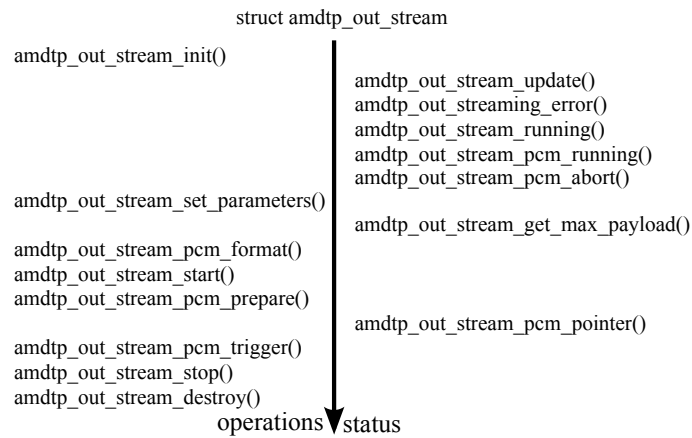 struct amdtp_out_stream
amdtp_out_stream_init()
amdtp_out_stream_update()
amdtp_out_streaming_error()
amdtp_out_stream_running()
amdtp_out_stream_pcm_running()
amdtp_out_stream_pcm_abort()
amdtp_out_stream_set_parameters()
amdtp_out_stream_get_max_payload()
amdtp_out_stream_pcm_format()
amdtp_out_stream_start()
amdtp_out_stream_pcm_prepare()
amdtp_out_stream_pcm_pointer()
amdtp_out_stream_pcm_trigger()
amdtp_out_stream_stop()
amdtp_out_stream_destroy()
operations status